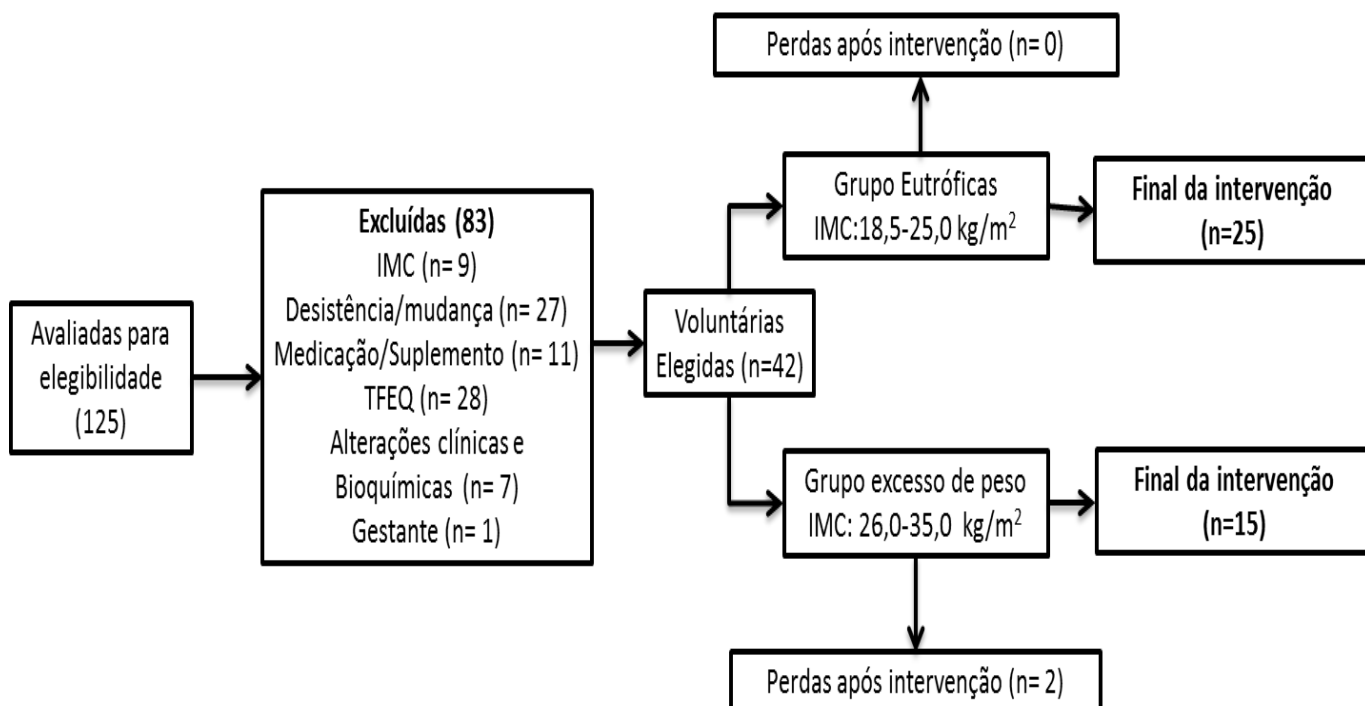 Perdas após intervenção (n= 0)
Avaliadas para
elegibilidade
(125)
Excluídas (83)
IMC (n= 9)
Desistência/mudança (n= 27)
Medicação/Suplemento (n= 11)
TFEQ (n= 28)
Alterações clínicas e
Bioquímicas (n= 7)
Gestante (n= 1)
Voluntárias
Elegidas (n=42)
Grupo Eutróficas
IMC:18,5-25,0 kg/m²
Final da intervenção
(n=25)
Grupo excesso de peso
IMC: 26,0-35,0 kg/m²
Final da intervenção
(n=15)
Perdas após intervenção (n= 2)